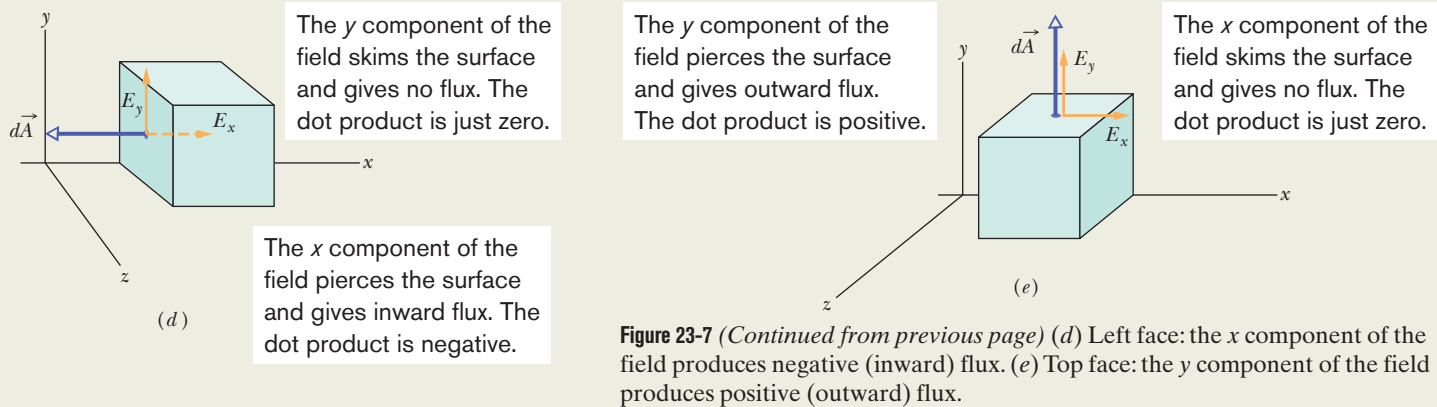 y
The y component of the
field skims the surface
and gives no flux. The
dot product is just zero.
dA
E_y
E_x
x
z
(d)
The x component of the
field pierces the surface
and gives inward flux. The
dot product is negative.
The y component of the
field pierces the surface
and gives outward flux.
The dot product is positive.
y
dA
E_y
E_x
The x component of the
field skims the surface
and gives no flux. The
dot product is just zero.
x
z
(e)
Figure 23-7 (Continued from previous page) (d) Left face: the x component of the
field produces negative (inward) flux. (e) Top face: the y component of the field
produces positive (outward) flux.